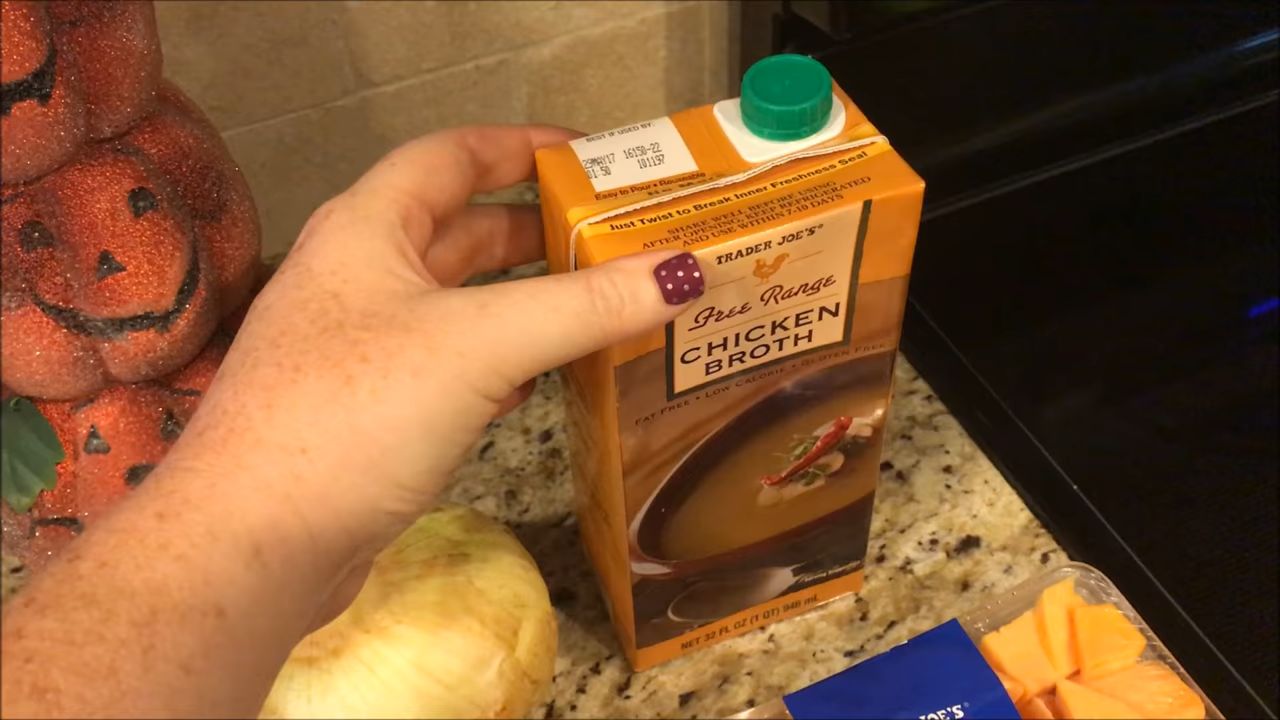 BEST IF USED BY:
29MAY17 16150-22
01:50 101197
Easy to Pour • Resealable
Just Twist to Break Inner Freshness Seal
SHAKE WELL BEFORE USING
AFTER OPENING, KEEP REFRIGERATED
AND USE WITHIN 7-10 DAYS
TRADER JOE'S®
Free Range
CHICKEN
BROTH
FAT FREE • LOW CALORIE • GLUTEN FREE
NET 32 FL OZ (1 QT) 946 mL
JOE'S®